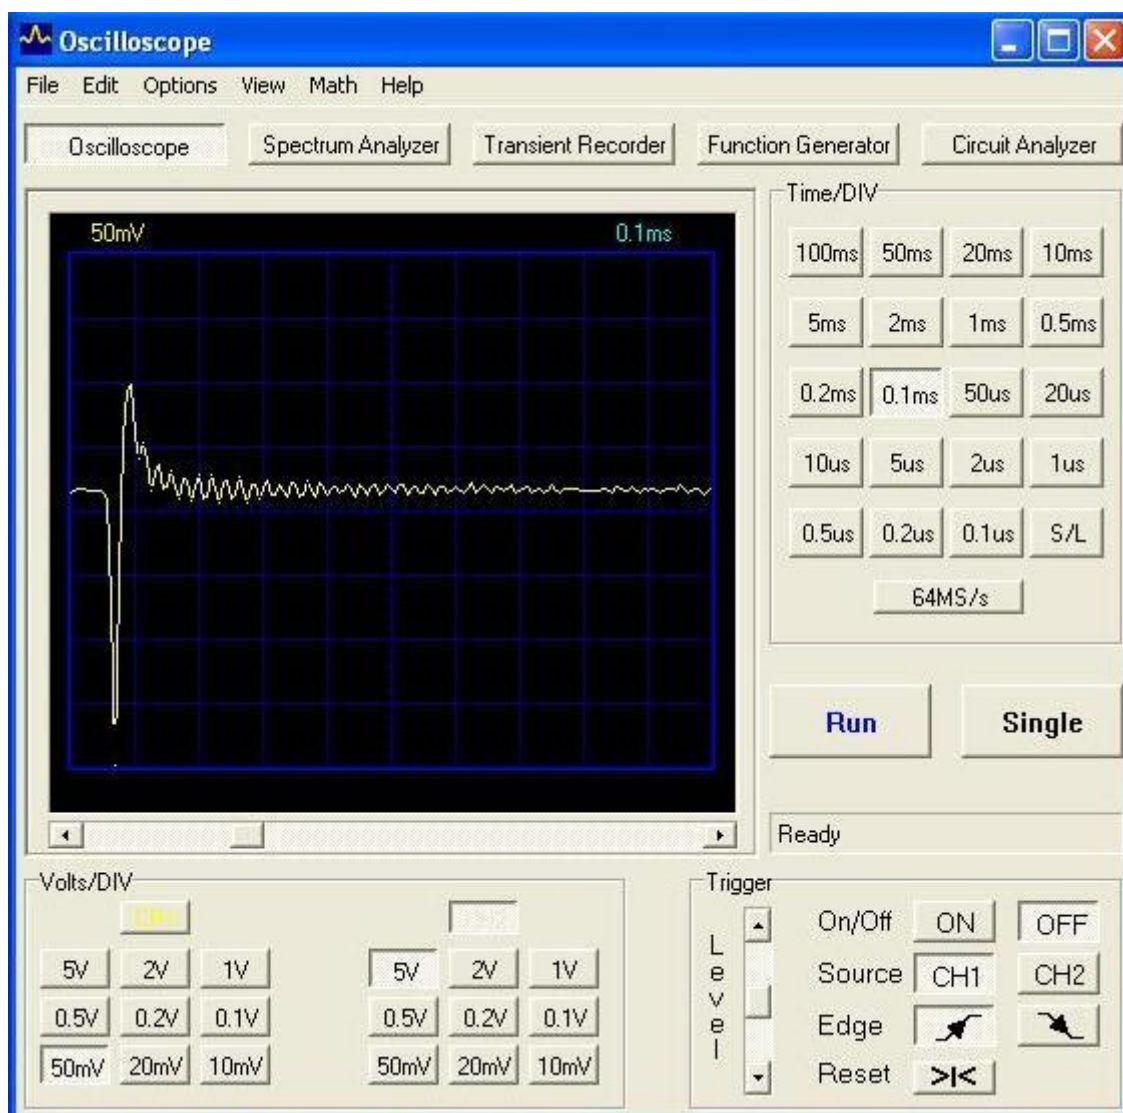 Oscilloscope
File Edit Options View Math Help
Oscilloscope Spectrum Analyzer Transient Recorder Function Generator Circuit Analyzer
Time/DIV
50mV 0.1ms
100ms 50ms 20ms 10ms
5ms 2ms 1ms 0.5ms
0.2ms 0.1ms 50us 20us
10us 5us 2us 1us
0.5us 0.2us 0.1us S/L
64MS/s
Run Single
Ready
Volts/DIV
CH1 CH2
5V 2V 1V 5V 2V 1V
0.5V 0.2V 0.1V 0.5V 0.2V 0.1V
50mV 20mV 10mV 50mV 20mV 10mV
Trigger
Level
On/Off ON OFF
Source CH1 CH2
Edge
Reset >|<